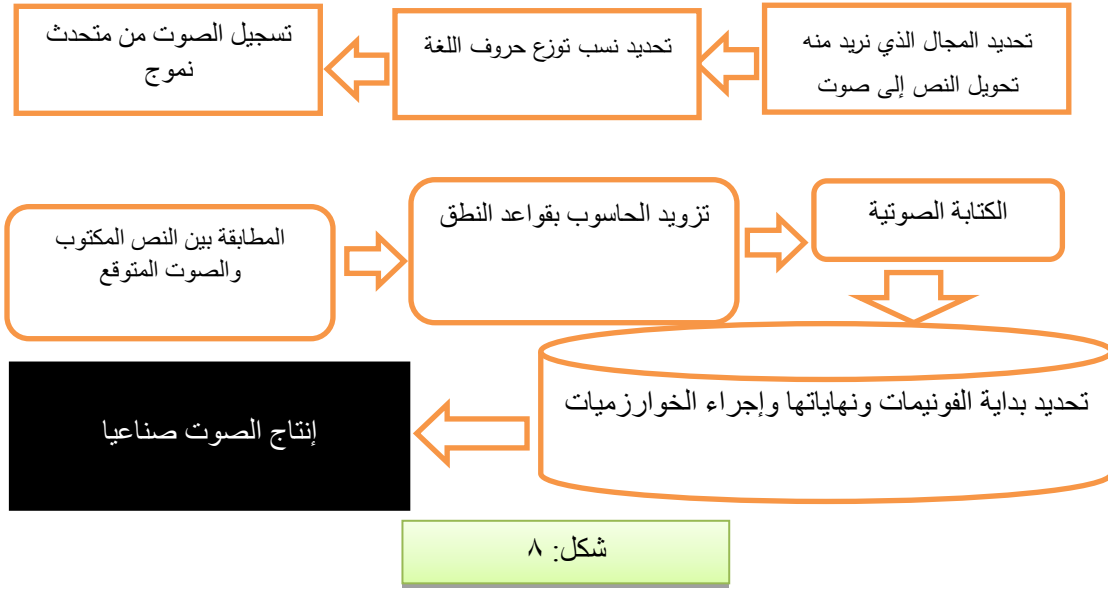 تحديد المجال الذي نريد منه
تحويل النص إلى صوت
تحديد نسب توزع حروف اللغة
تسجيل الصوت من متحدث
نموج
المطابقة بين النص المكتوب
والصوت المتوقع
تزويد الحاسوب بقواعد النطق
الكتابة الصوتية
تحديد بداية الفونيمات ونهاياتها وإجراء الخوارزميات
إنتاج الصوت صناعيا
شكل: ٨